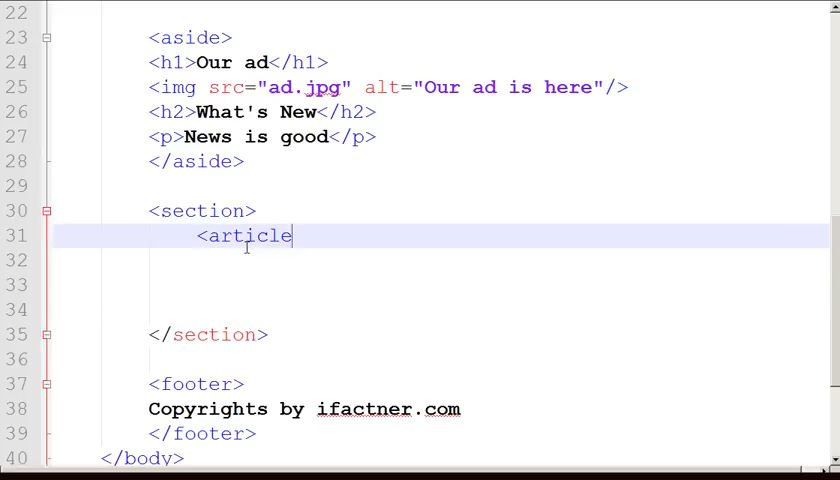 22
23 <aside>
24 <h1>Our ad</h1>
25 <img src="ad.jpg" alt="Our ad is here"/>
26 <h2>What's New</h2>
27 <p>News is good</p>
28 </aside>
29
30 <section>
31 <article
32
33
34
35 </section>
36
37 <footer>
38 Copyrights by ifactner.com
39 </footer>
40 </body>